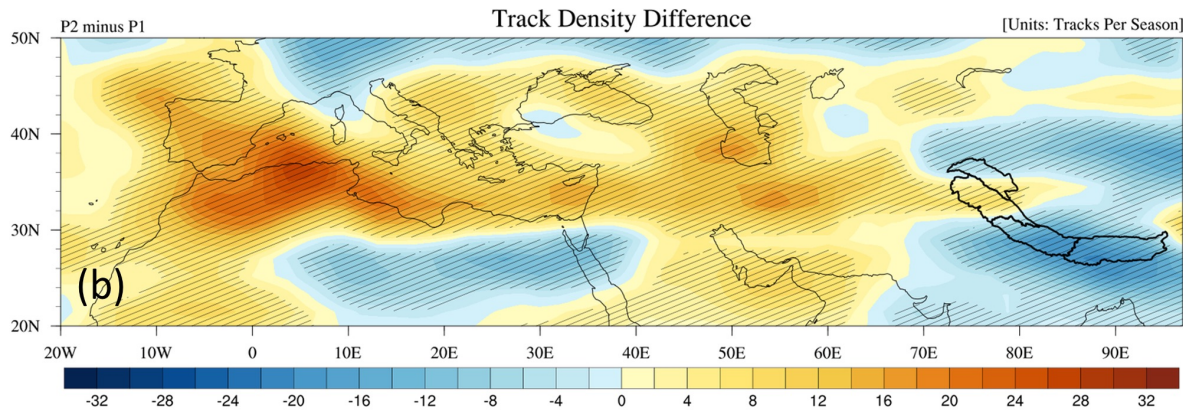 Track Density Difference
P2 minus P1 [Units: Tracks Per Season]
50N
40N
30N
20N
(b)
20W 10W 0 10E 20E 30E 40E 50E 60E 70E 80E 90E
-32 -28 -24 -20 -16 -12 -8 -4 0 4 8 12 16 20 24 28 32